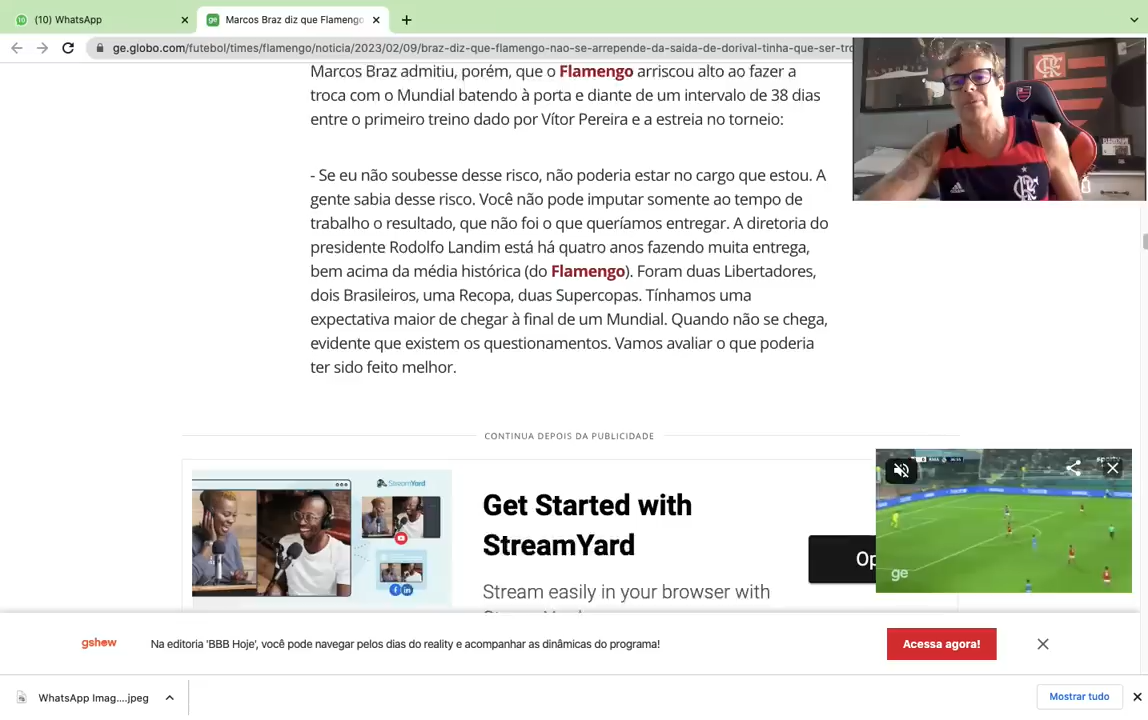 (10) WhatsApp
Marcos Braz diz que Flamengo
ge.globo.com/futebol/times/flamengo/noticia/2023/02/09/braz-diz-que-flamengo-nao-se-arrepende-da-saida-de-dorival-tinha-que-ser-tro
Marcos Braz admitiu, porém, que o Flamengo arriscou alto ao fazer a
troca com o Mundial batendo à porta e diante de um intervalo de 38 dias
entre o primeiro treino dado por Vítor Pereira e a estreia no torneio:
- Se eu não soubesse desse risco, não poderia estar no cargo que estou. A
gente sabia desse risco. Você não pode imputar somente ao tempo de
trabalho o resultado, que não foi o que queríamos entregar. A diretoria do
presidente Rodolfo Landim está há quatro anos fazendo muita entrega,
bem acima da média histórica (do Flamengo). Foram duas Libertadores,
dois Brasileiros, uma Recopa, duas Supercopas. Tínhamos uma
expectativa maior de chegar à final de um Mundial. Quando não se chega,
evidente que existem os questionamentos. Vamos avaliar o que poderia
ter sido feito melhor.
CONTINUA DEPOIS DA PUBLICIDADE
StreamYard
Get Started with
StreamYard
Op
Stream easily in your browser with
ge
gshow
Na editoria 'BBB Hoje', você pode navegar pelos dias do reality e acompanhar as dinâmicas do programa!
Acessa agora!
WhatsApp Imag....jpeg
Mostrar tudo